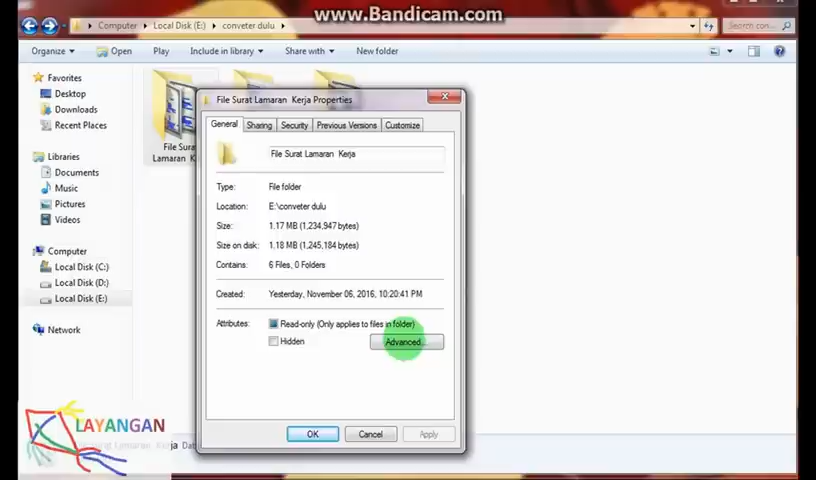 www.Bandicam.com
Computer
Local Disk (E:)
conveter dulu
Search con...
Organize
Open
Play
Include in library
Share with
New folder
Favorites
Desktop
Downloads
Recent Places
Libraries
Documents
Music
Pictures
Videos
Computer
Local Disk (C:)
Local Disk (D:)
Local Disk (E:)
Network
File Sura
Lamaran K
File Surat Lamaran Kerja Properties
General
Sharing
Security
Previous Versions
Customize
File Surat Lamaran Kerja
Type: File folder
Location: E:\conveter dulu
Size: 1.17 MB (1,234,947 bytes)
Size on disk: 1.18 MB (1,245,184 bytes)
Contains: 6 Files, 0 Folders
Created: Yesterday, November 06, 2016, 10:20:41 PM
Attributes: Read-only (Only applies to files in folder)
Hidden
Advanced...
OK
Cancel
Apply
LAYANGAN
Surat Lamaran Kerja Dat